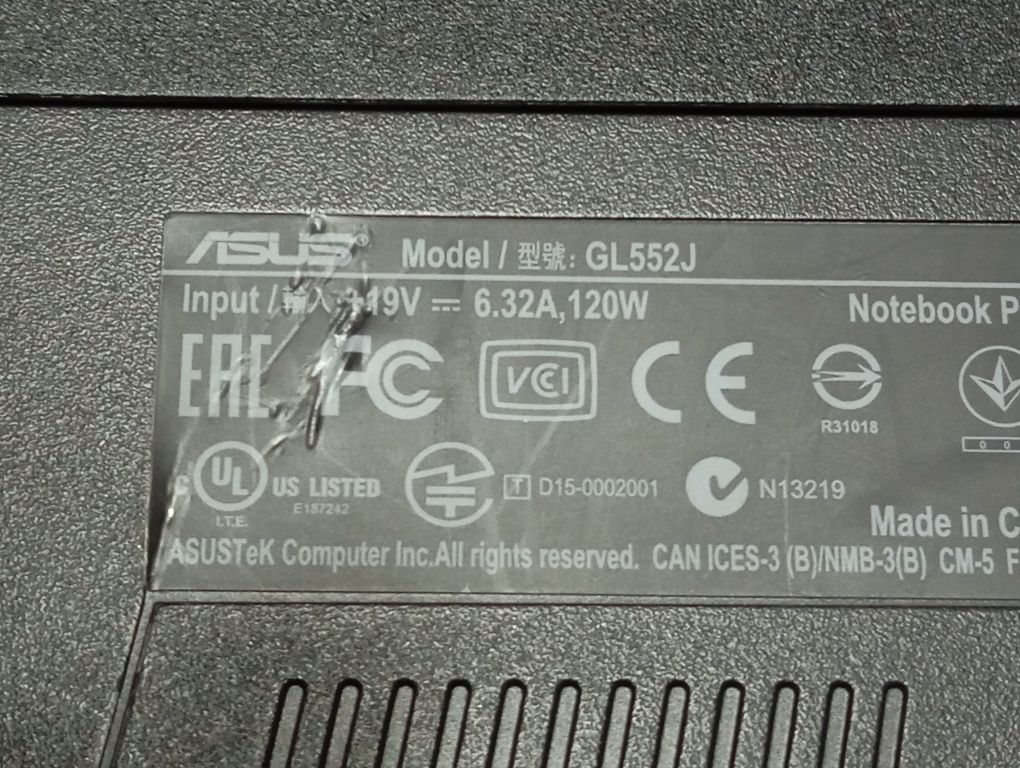 ASUS Model / 型號: GL552J
Input / 輸入 +19V ⎓ 6.32A,120W Notebook P
EAC FC VCCI CE
R31018
c UL US LISTED
E187242
I.T.E.
T D15-0002001
N13219
Made in C
ASUSTeK Computer Inc.All rights reserved. CAN ICES-3 (B)/NMB-3(B) CM-5 F